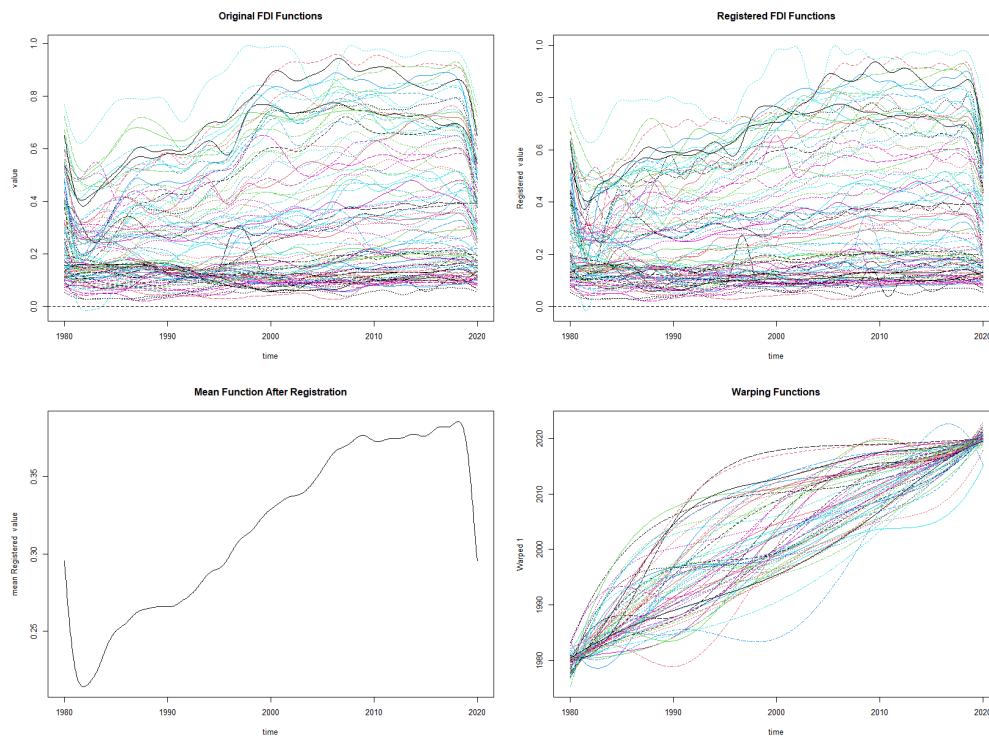 Original FDI Functions
value
1.0
0.8
0.6
0.4
0.2
0.0
1980 1990 2000 2010 2020
time
Registered FDI Functions
Registered value
1.0
0.8
0.6
0.4
0.2
0.0
1980 1990 2000 2010 2020
time
Mean Function After Registration
mean Registered value
0.35
0.30
0.25
1980 1990 2000 2010 2020
time
Warping Functions
Warped 1
2020
2010
2000
1990
1980
1980 1990 2000 2010 2020
time